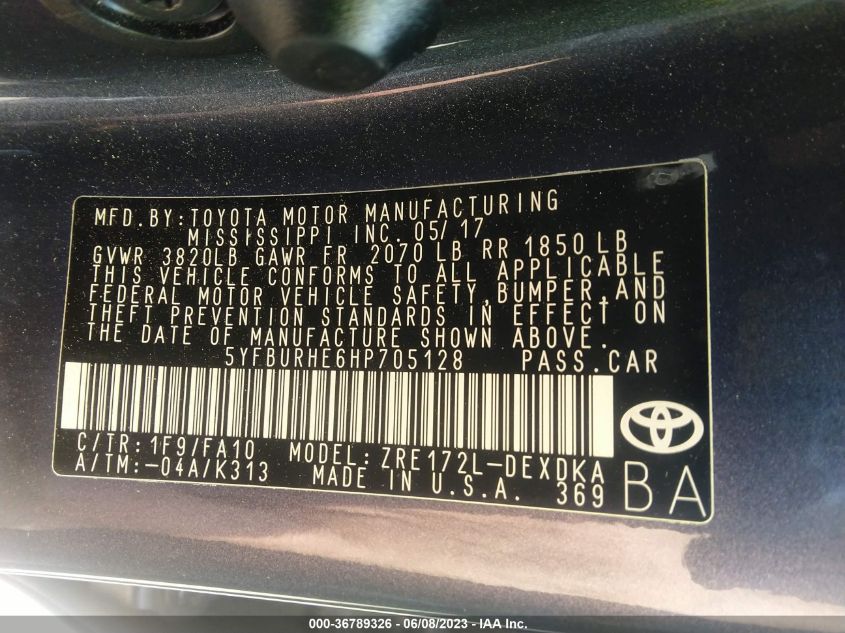 MFD.BY:TOYOTA MOTOR MANUFACTURING
MISSISSIPPI INC. 05/17
GVWR 3820LB GAWR FR 2070 LB RR 1850 LB
THIS VEHICLE CONFORMS TO ALL APPLICABLE
FEDERAL MOTOR VEHICLE SAFETY,BUMPER,AND
THEFT PREVENTION STANDARDS IN EFFECT ON
THE DATE OF MANUFACTURE SHOWN ABOVE.
5YFBURHE6HP705128 PASS.CAR
C/TR:1F9/FA10 MODEL:ZRE172L-DEXDKA
A/TM:-04A/K313 MADE IN U.S.A. 369
BA
000-36789326 - 06/08/2023 - IAA Inc.